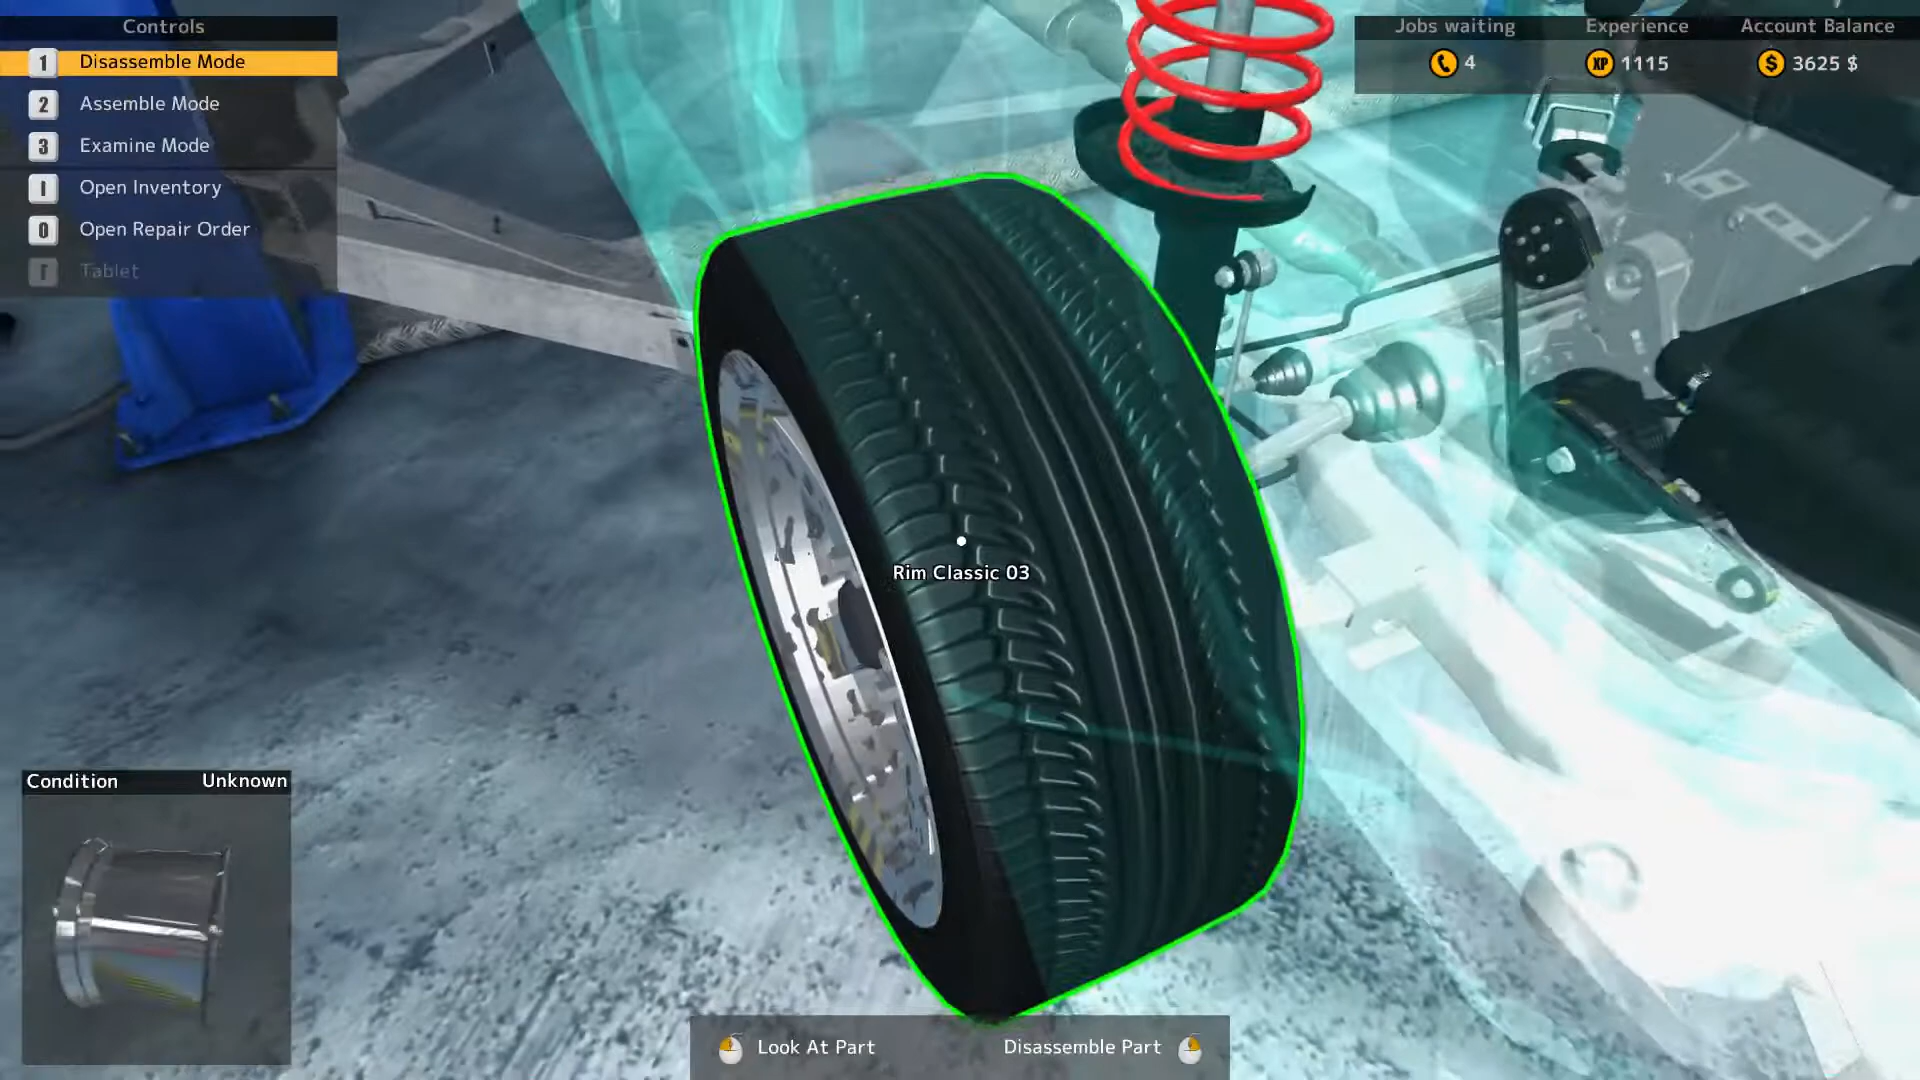 Controls
1 Disassemble Mode
2 Assemble Mode
3 Examine Mode
I Open Inventory
O Open Repair Order
T Tablet
Jobs waiting Experience Account Balance
4 XP 1115 $ 3625 $
Rim Classic 03
Condition Unknown
Look At Part Disassemble Part